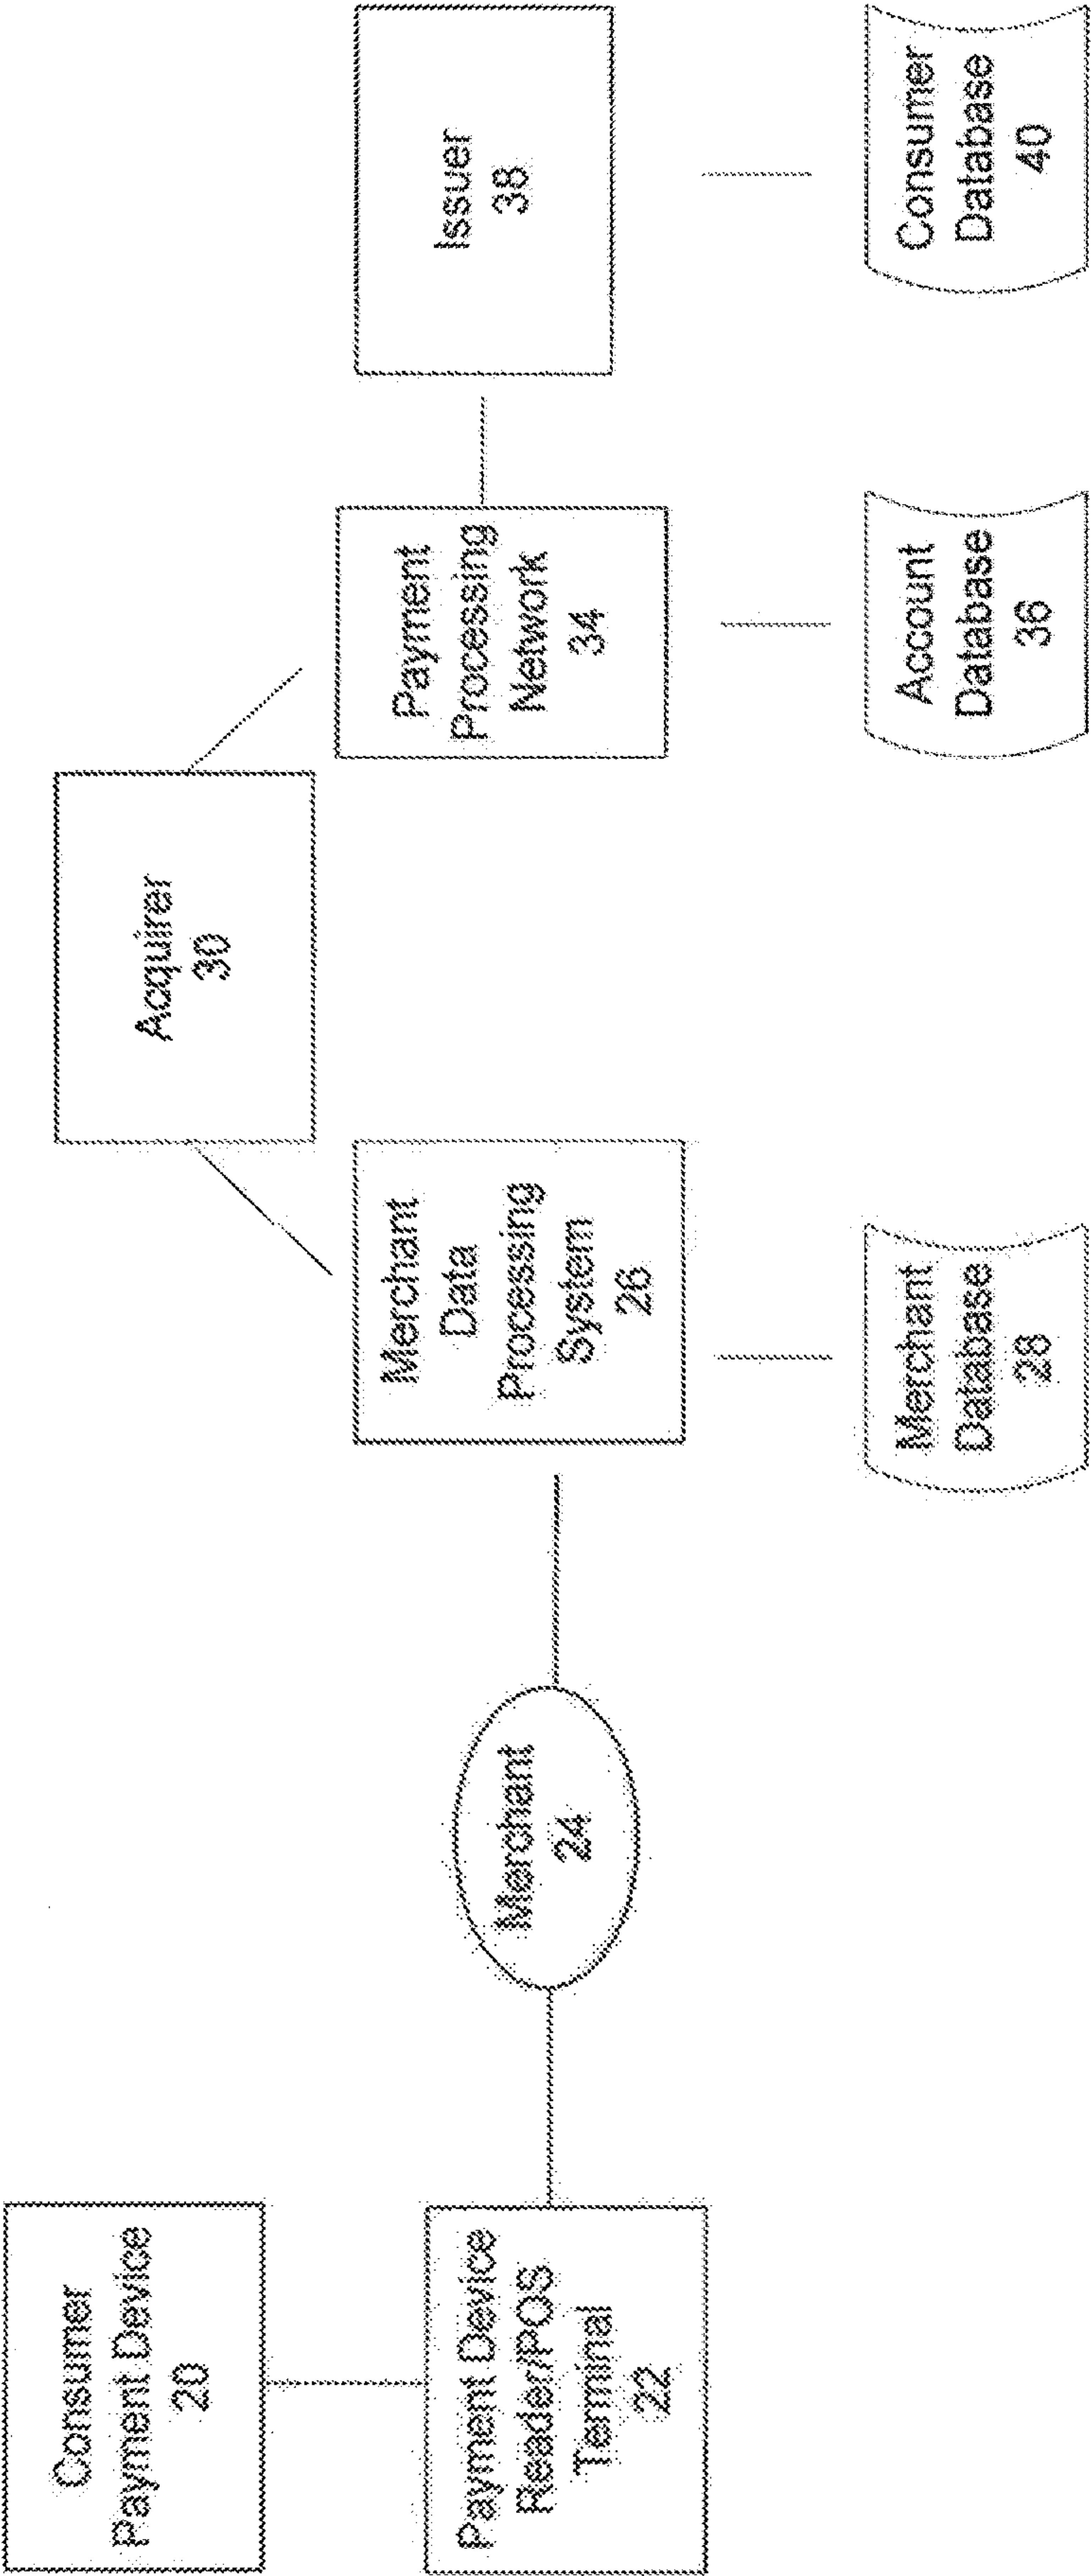 Consumer
Payment Device
20
Payment Device
Reader/POS
Terminal
22
Merchant
24
Merchant
Data
Processing
System
26
Merchant
Database
28
Acquirer
30
Payment
Processing
Network
34
Account
Database
36
Issuer
38
Consumer
Database
40